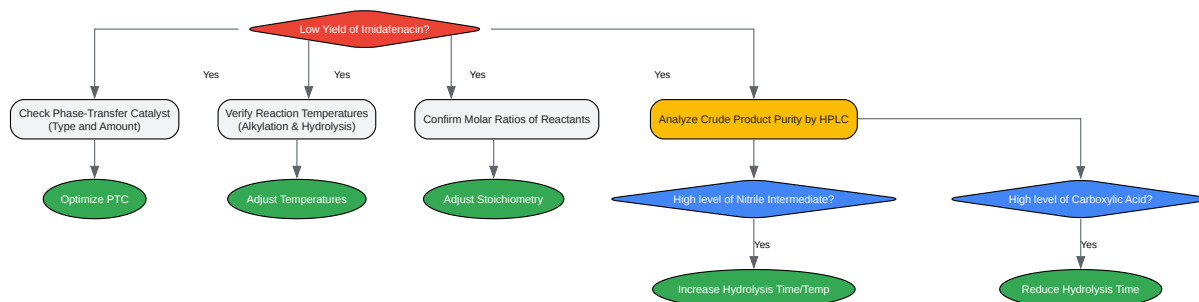 Low Yield of Imidafenacin?
Yes
Yes
Yes
Yes
Check Phase-Transfer Catalyst
(Type and Amount)
Verify Reaction Temperatures
(Alkylation & Hydrolysis)
Confirm Molar Ratios of Reactants
Analyze Crude Product Purity by HPLC
Optimize PTC
Adjust Temperatures
Adjust Stoichiometry
High level of Nitrile Intermediate?
High level of Carboxylic Acid?
Yes
Yes
Increase Hydrolysis Time/Temp
Reduce Hydrolysis Time